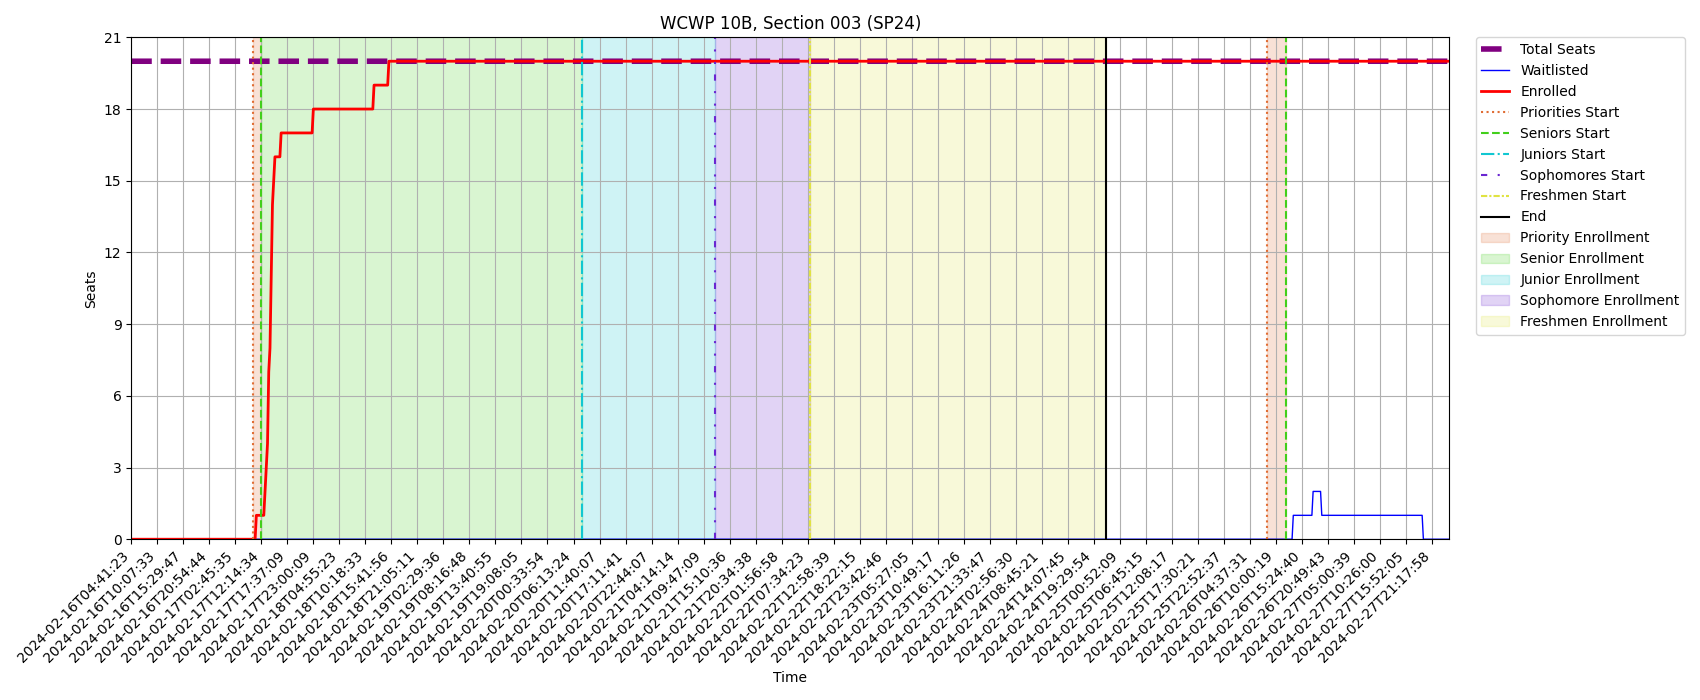 WCWP 10B, Section 003 (SP24)
21
18
15
12
9
6
3
0
Seats
2024-02-16T04:41:23
2024-02-16T10:07:33
2024-02-16T15:29:47
2024-02-16T20:54:44
2024-02-17T02:45:35
2024-02-17T12:14:34
2024-02-17T17:37:09
2024-02-17T23:00:09
2024-02-18T04:55:23
2024-02-18T10:18:33
2024-02-18T15:41:56
2024-02-18T21:05:11
2024-02-19T02:29:36
2024-02-19T08:16:48
2024-02-19T13:40:55
2024-02-19T19:08:05
2024-02-20T00:33:54
2024-02-20T06:13:24
2024-02-20T11:40:07
2024-02-20T17:11:41
2024-02-20T22:44:07
2024-02-21T04:14:14
2024-02-21T09:47:09
2024-02-21T15:10:36
2024-02-21T20:34:38
2024-02-22T01:56:58
2024-02-22T07:34:23
2024-02-22T12:58:39
2024-02-22T18:22:15
2024-02-22T23:42:46
2024-02-23T05:27:05
2024-02-23T10:49:17
2024-02-23T16:11:26
2024-02-23T21:33:47
2024-02-24T02:56:30
2024-02-24T08:45:21
2024-02-24T14:07:45
2024-02-24T19:29:54
2024-02-25T00:52:09
2024-02-25T06:45:15
2024-02-25T12:08:17
2024-02-25T17:30:21
2024-02-25T22:52:37
2024-02-26T04:37:31
2024-02-26T10:00:19
2024-02-26T15:24:40
2024-02-26T20:49:43
2024-02-27T05:00:39
2024-02-27T10:26:00
2024-02-27T15:52:05
2024-02-27T21:17:58
Time
Total Seats
Waitlisted
Enrolled
Priorities Start
Seniors Start
Juniors Start
Sophomores Start
Freshmen Start
End
Priority Enrollment
Senior Enrollment
Junior Enrollment
Sophomore Enrollment
Freshmen Enrollment